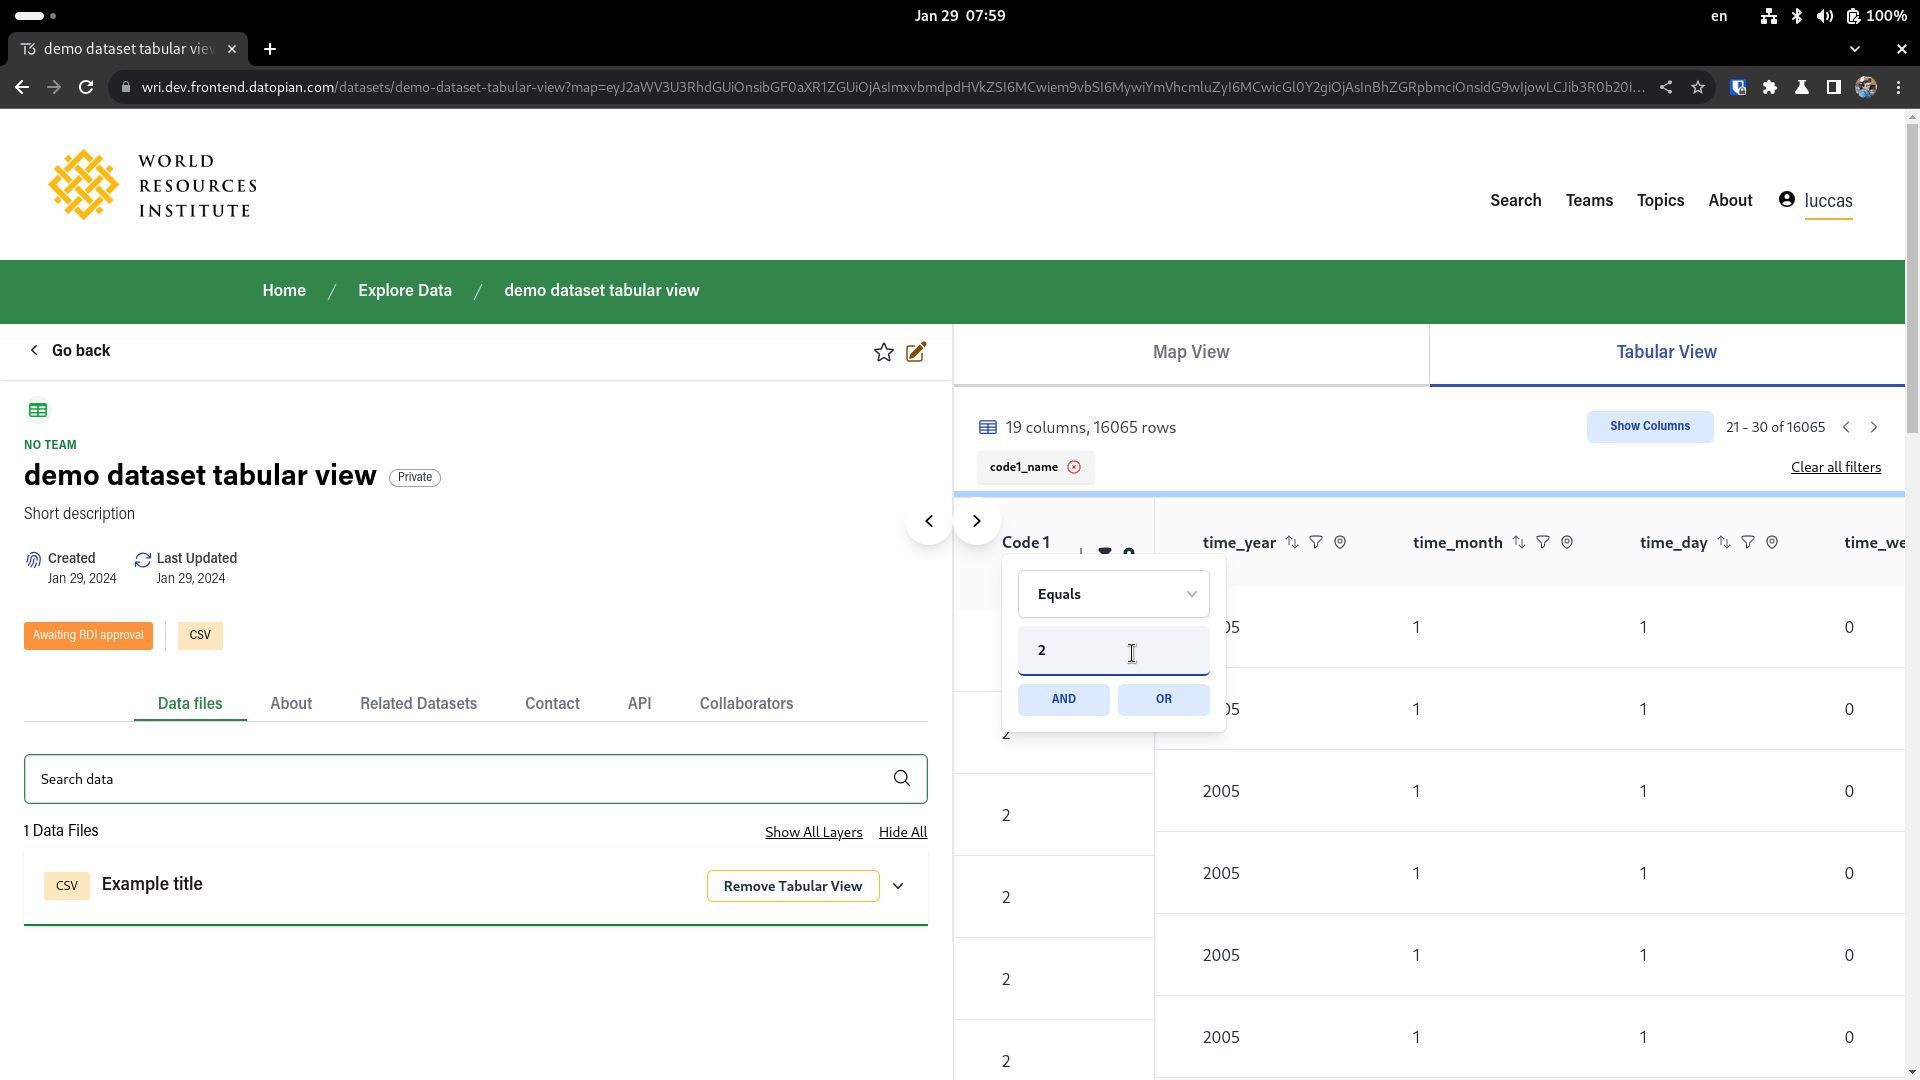 Jan 29 07:59
en
100%
demo dataset tabular vie
wri.dev.frontend.datopian.com/datasets/demo-dataset-tabular-view?map=eyJ2aWV3U3RhdGUiOnsibGF0aXR1ZGUiOjAsImxvbmdpdHVkZSI6MCwiem9vbSI6MywiYmVhcmluZyI6MCwicGl0Y2giOjAsInBhZGRpbmciOnsidG9wIjowLCJib3R0b20i...
WORLD
RESOURCES
INSTITUTE
Search
Teams
Topics
About
luccas
Home / Explore Data / demo dataset tabular view
Go back
NO TEAM
demo dataset tabular view
Private
Short description
Created
Jan 29, 2024
Last Updated
Jan 29, 2024
Awaiting RDI approval
CSV
Data files
About
Related Datasets
Contact
API
Collaborators
Search data
1 Data Files
Show All Layers
Hide All
CSV
Example title
Remove Tabular View
Map View
Tabular View
19 columns, 16065 rows
Show Columns
21 - 30 of 16065
code1_name
Clear all filters
Code 1
time_year
time_month
time_day
time_we
Equals
2
AND
OR
05 1 1 0
2 05 1 1 0
2 2005 1 1 0
2 2005 1 1 0
2 2005 1 1 0
2 2005 1 1 0